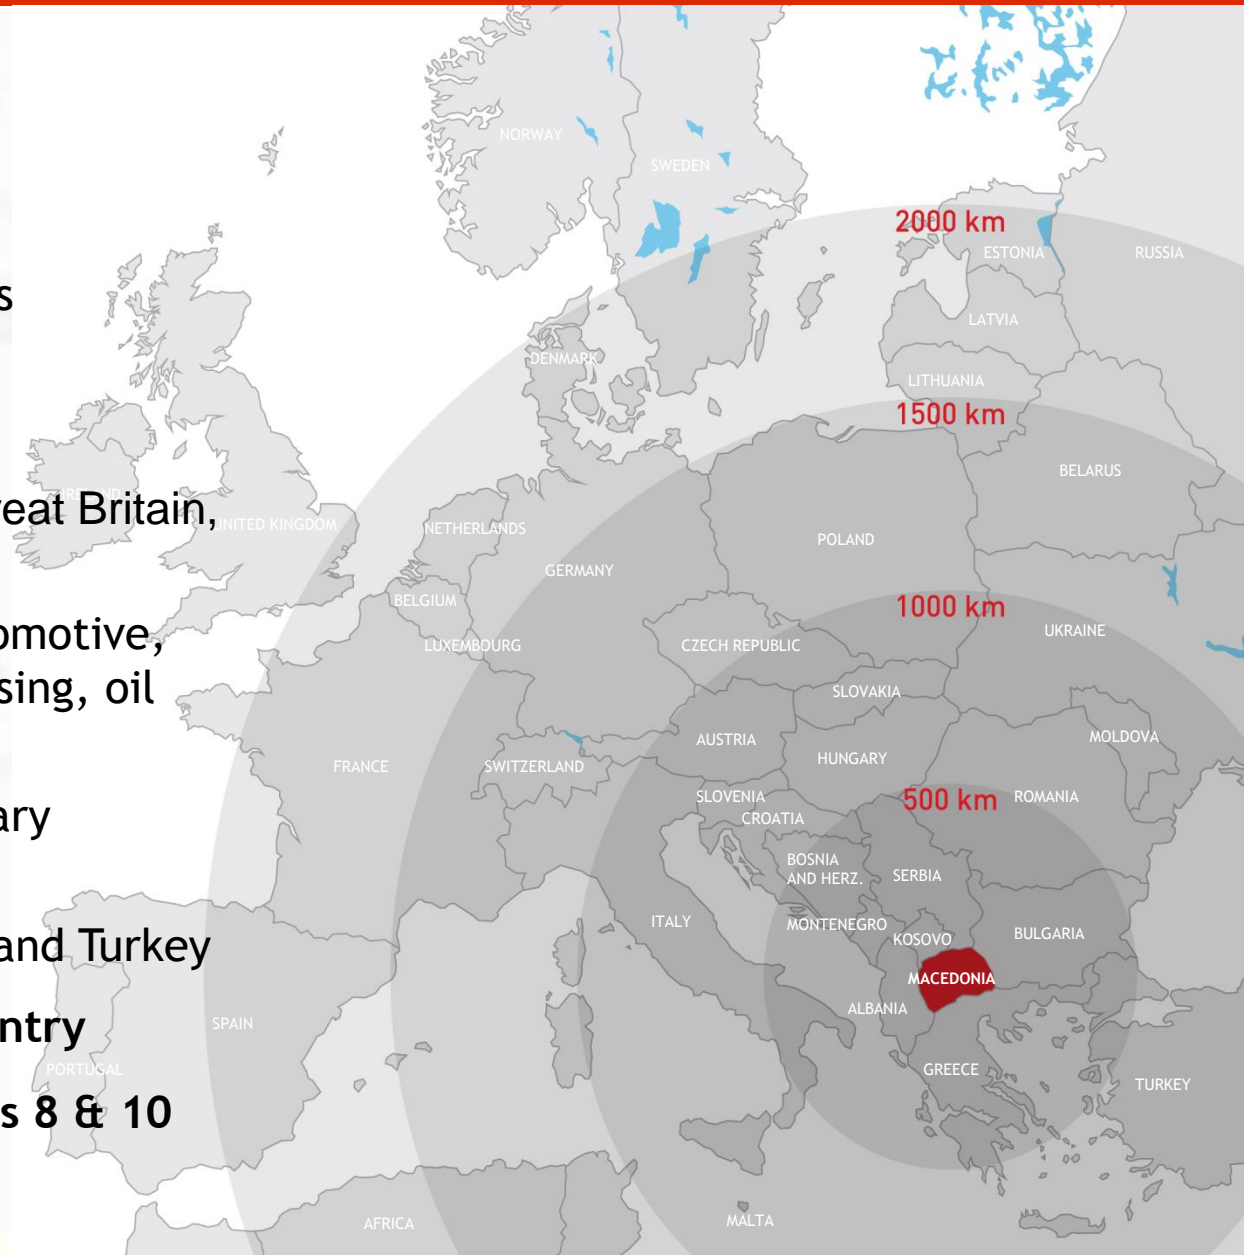 NORWAY
SWEDEN
2000 km
ESTONIA
RUSSIA
s
LATVIA
DENMARK
LITHUANIA
1500 km
BELARUS
IRELAND
reat Britain,
UNITED KINGDOM
NETHERLANDS
POLAND
GERMANY
BELGIUM
1000 km
omotive,
UKRAINE
LUXEMBOURG
CZECH REPUBLIC
sing, oil
SLOVAKIA
AUSTRIA
MOLDOVA
HUNGARY
FRANCE
SWITZERLAND
SLOVENIA
500 km
ROMANIA
ary
CROATIA
BOSNIA
AND HERZ.
SERBIA
ITALY
MONTENEGRO
BULGARIA
KOSOVO
and Turkey
MACEDONIA
ALBANIA
SPAIN
ntry
PORTUGAL
GREECE
TURKEY
s 8 & 10
AFRICA
MALTA